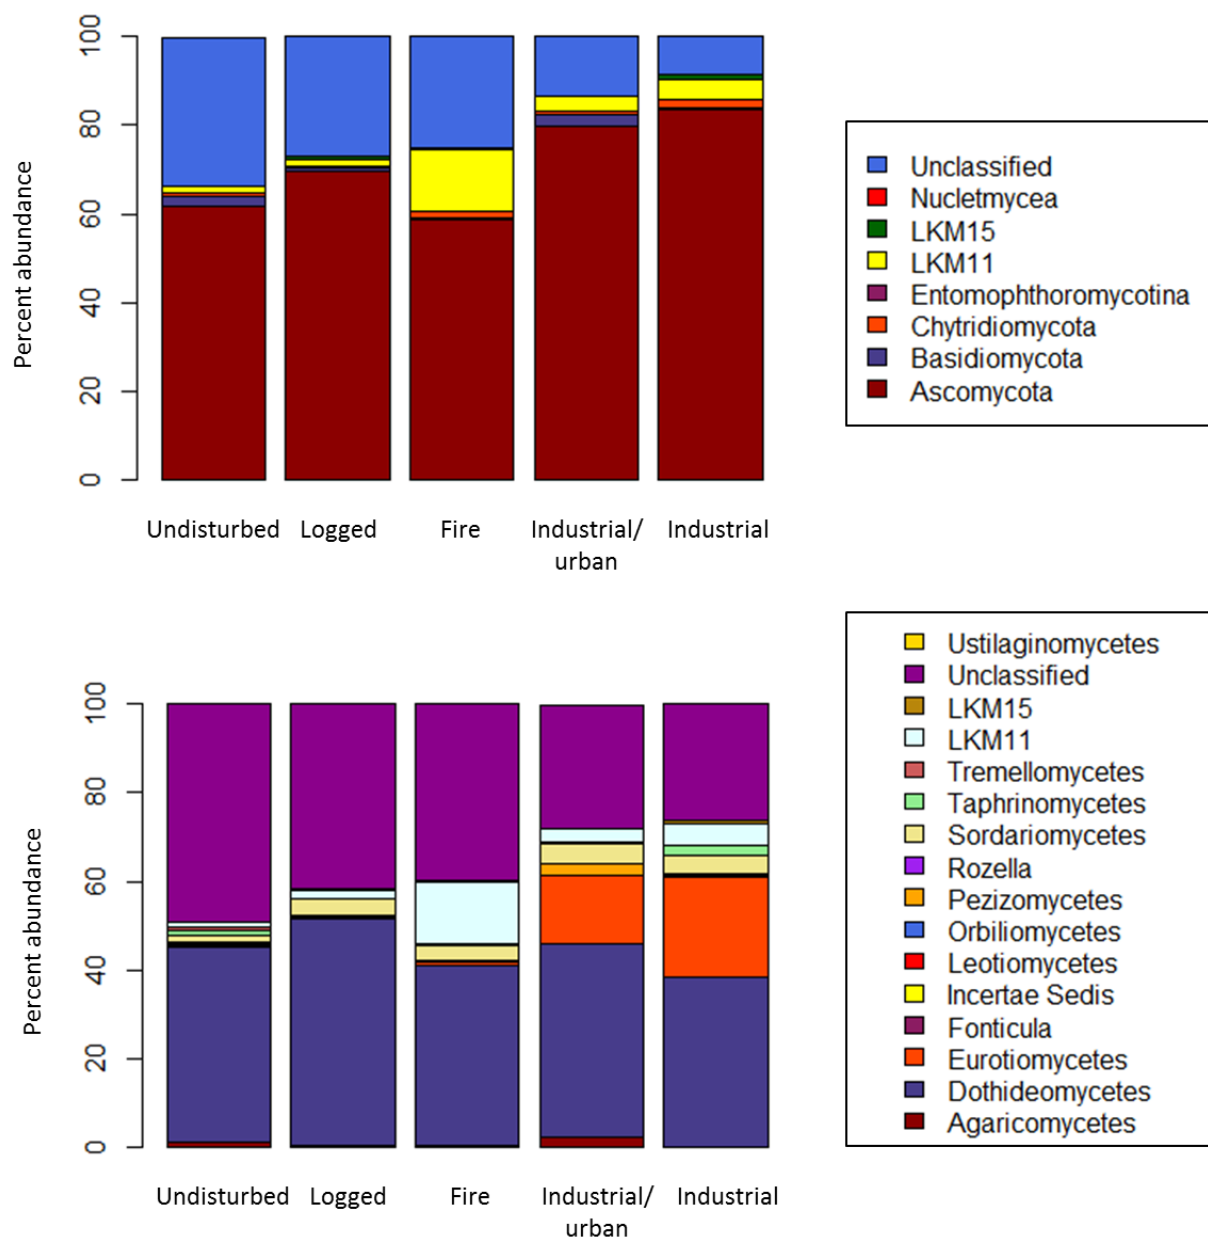 Percent abundance
100
80
60
40
20
0
Undisturbed
Logged
Fire
Industrial/
urban
Industrial
Unclassified
Nucletmycea
LKM15
LKM11
Entomophthoromycotina
Chytridiomycota
Basidiomycota
Ascomycota
Percent abundance
100
80
60
40
20
0
Undisturbed
Logged
Fire
Industrial/
urban
Industrial
Ustilaginomycetes
Unclassified
LKM15
LKM11
Tremellomycetes
Taphrinomycetes
Sordariomycetes
Rozella
Pezizomycetes
Orbiliomycetes
Leotiomycetes
Incertae Sedis
Fonticula
Eurotiomycetes
Dothideomycetes
Agaricomycetes